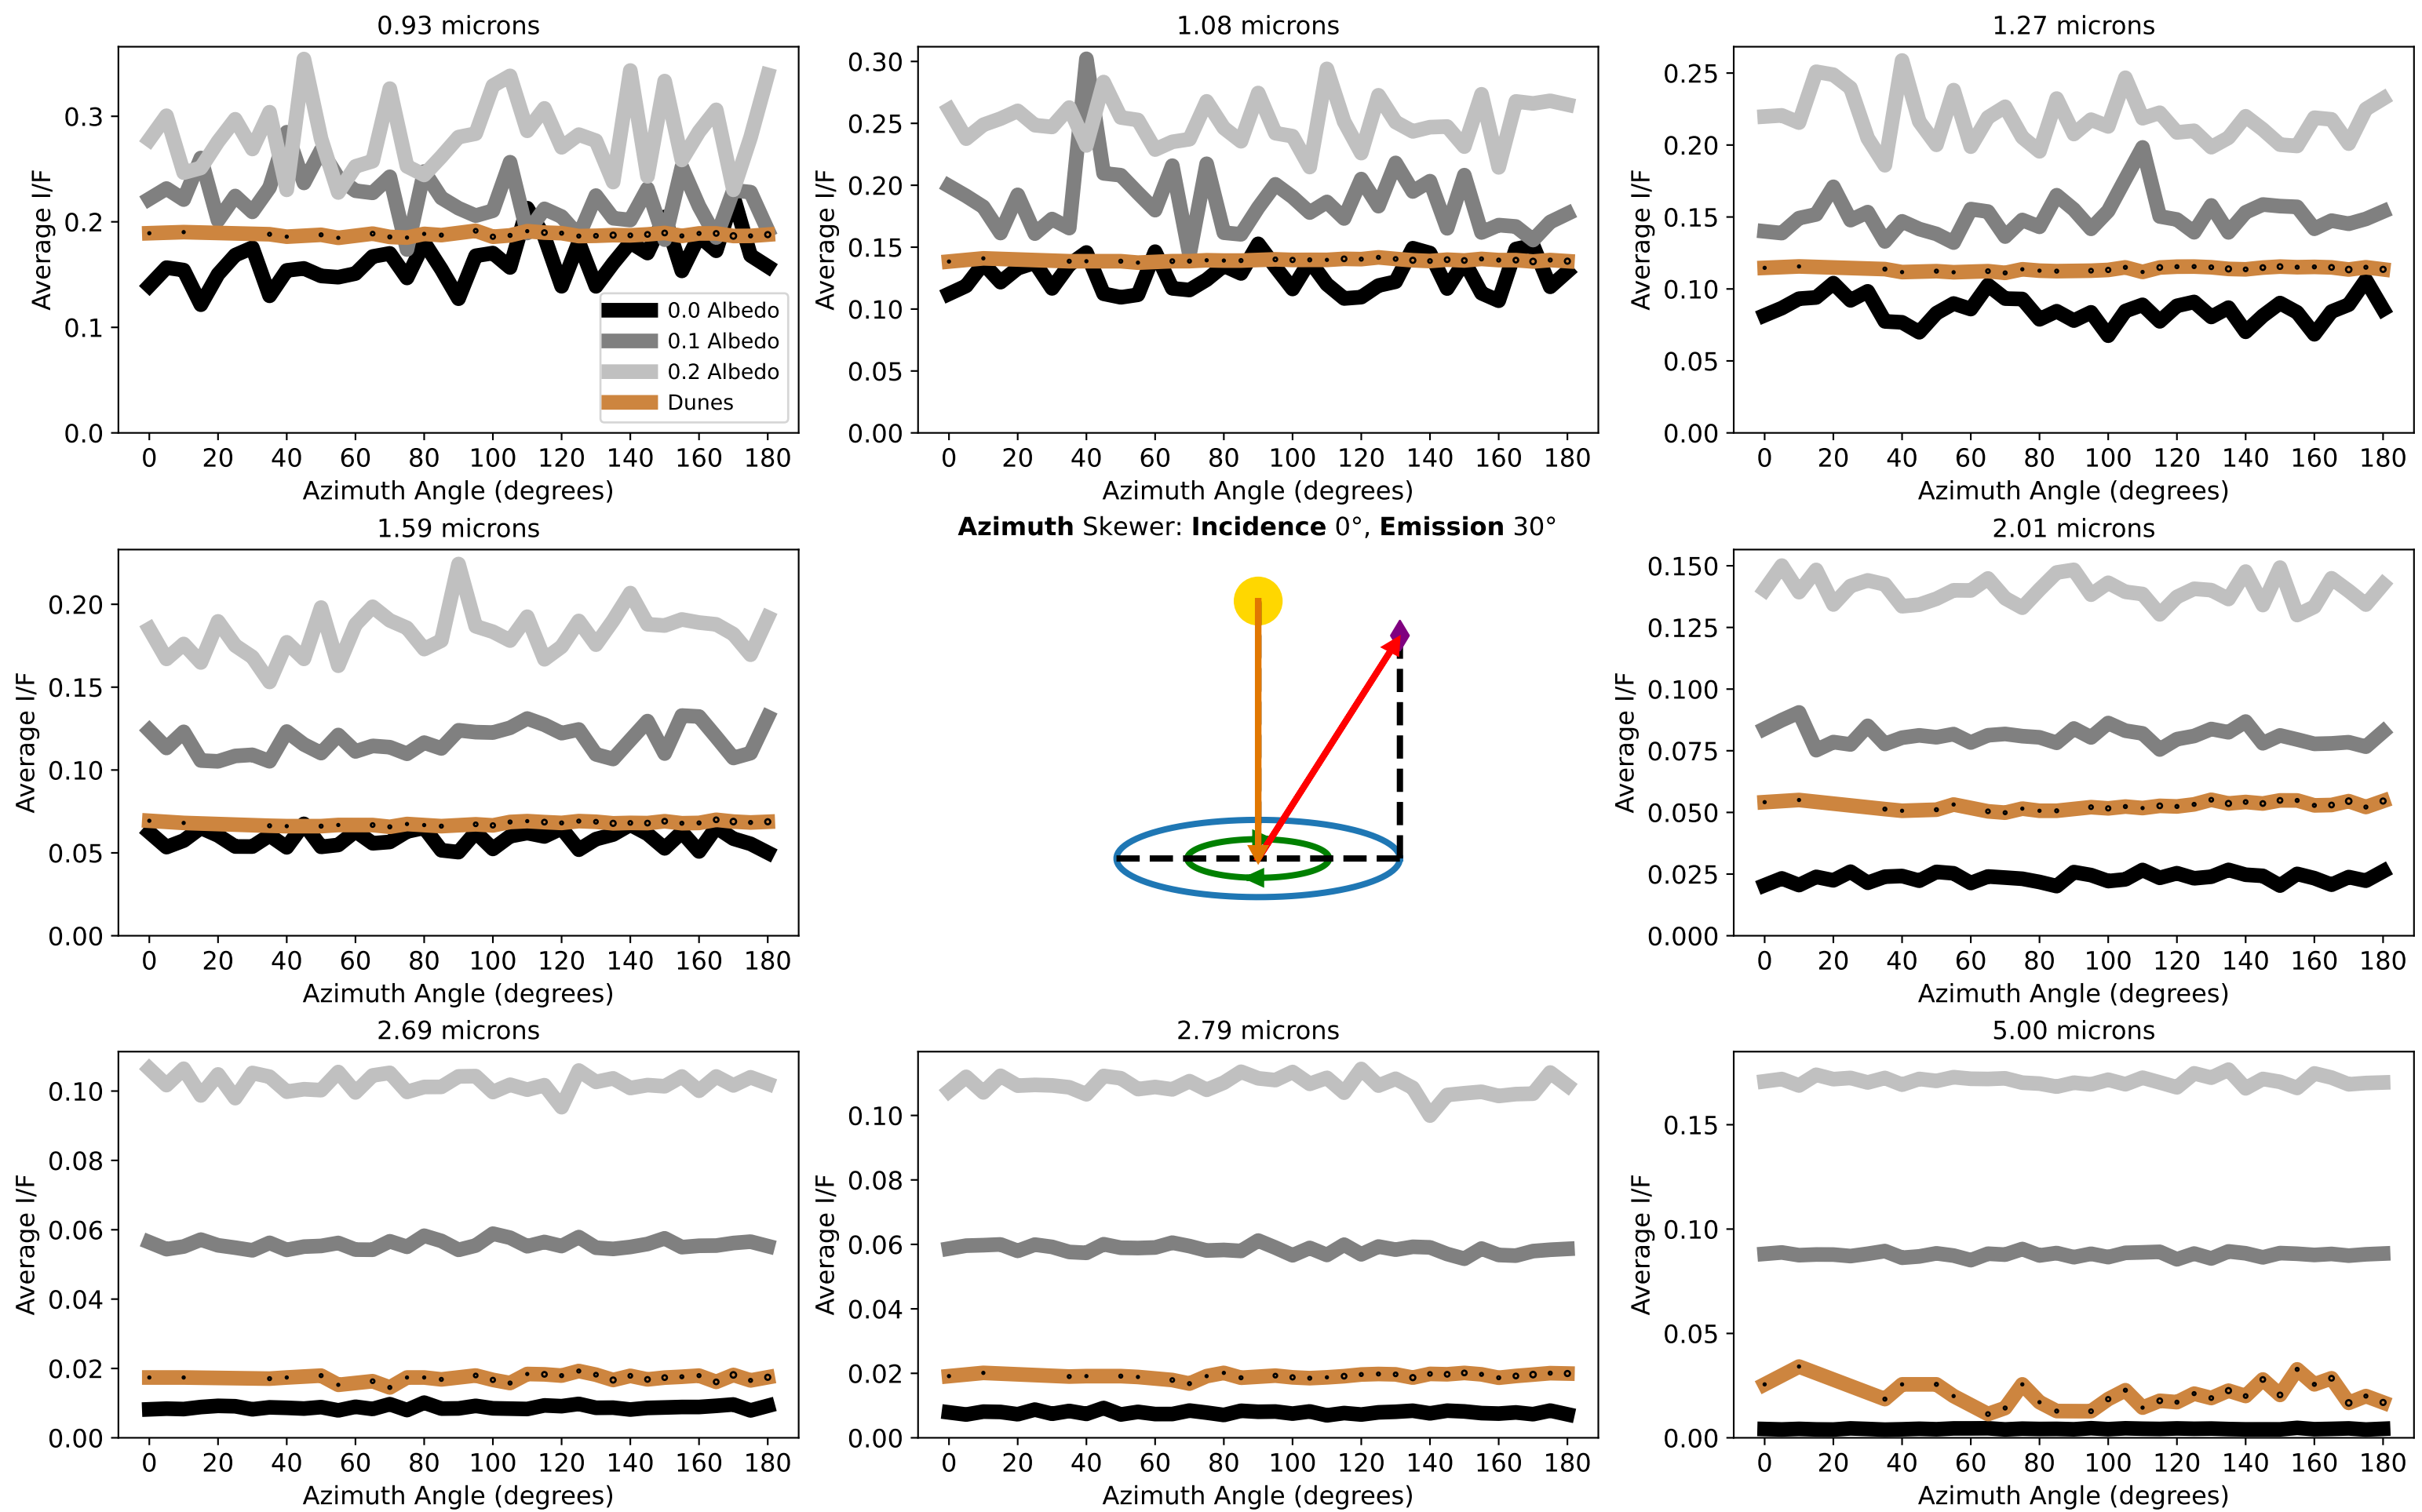 0.93 microns
Average I/F
0.3
0.2
0.1
0.0
0 20 40 60 80 100 120 140 160 180
Azimuth Angle (degrees)
0.0 Albedo
0.1 Albedo
0.2 Albedo
Dunes
1.08 microns
Average I/F
0.30
0.25
0.20
0.15
0.10
0.05
0.00
0 20 40 60 80 100 120 140 160 180
Azimuth Angle (degrees)
1.27 microns
Average I/F
0.25
0.20
0.15
0.10
0.05
0.00
0 20 40 60 80 100 120 140 160 180
Azimuth Angle (degrees)
1.59 microns
Average I/F
0.20
0.15
0.10
0.05
0.00
0 20 40 60 80 100 120 140 160 180
Azimuth Angle (degrees)
Azimuth Skewer: Incidence 0°, Emission 30°
2.01 microns
Average I/F
0.150
0.125
0.100
0.075
0.050
0.025
0.000
0 20 40 60 80 100 120 140 160 180
Azimuth Angle (degrees)
2.69 microns
Average I/F
0.10
0.08
0.06
0.04
0.02
0.00
0 20 40 60 80 100 120 140 160 180
Azimuth Angle (degrees)
2.79 microns
Average I/F
0.10
0.08
0.06
0.04
0.02
0.00
0 20 40 60 80 100 120 140 160 180
Azimuth Angle (degrees)
5.00 microns
Average I/F
0.15
0.10
0.05
0.00
0 20 40 60 80 100 120 140 160 180
Azimuth Angle (degrees)